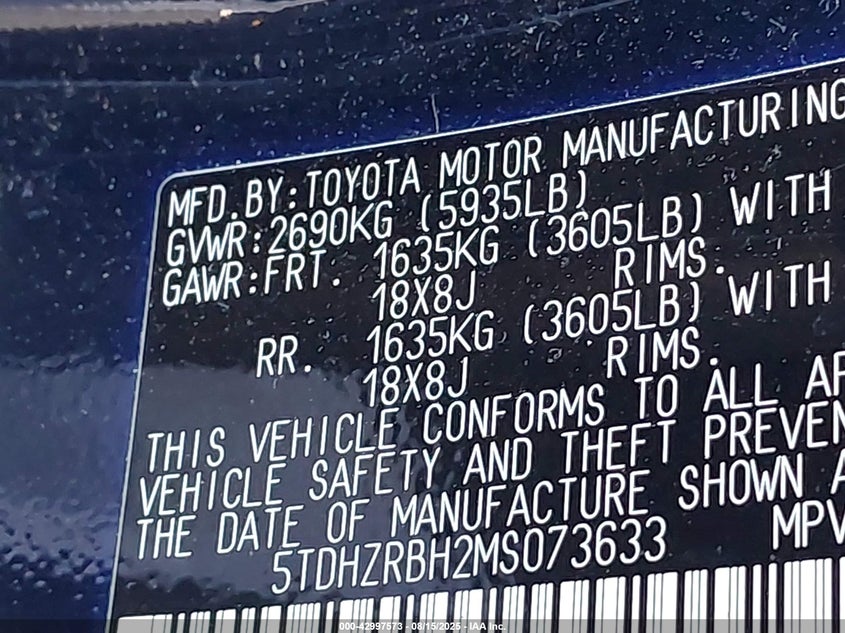 MFD.BY:TOYOTA MOTOR MANUFACTURING
GVWR:2690KG (5935LB)
GAWR:FRT. 1635KG (3605LB) WITH
18X8J RIMS.
RR. 1635KG (3605LB) WITH
18X8J RIMS.
THIS VEHICLE CONFORMS TO ALL AP
VEHICLE SAFETY AND THEFT PREVEN
THE DATE OF MANUFACTURE SHOWN A
5TDHZRBH2MS073633 MPV
000-42997573 - 08/15/2025 - IAA Inc.